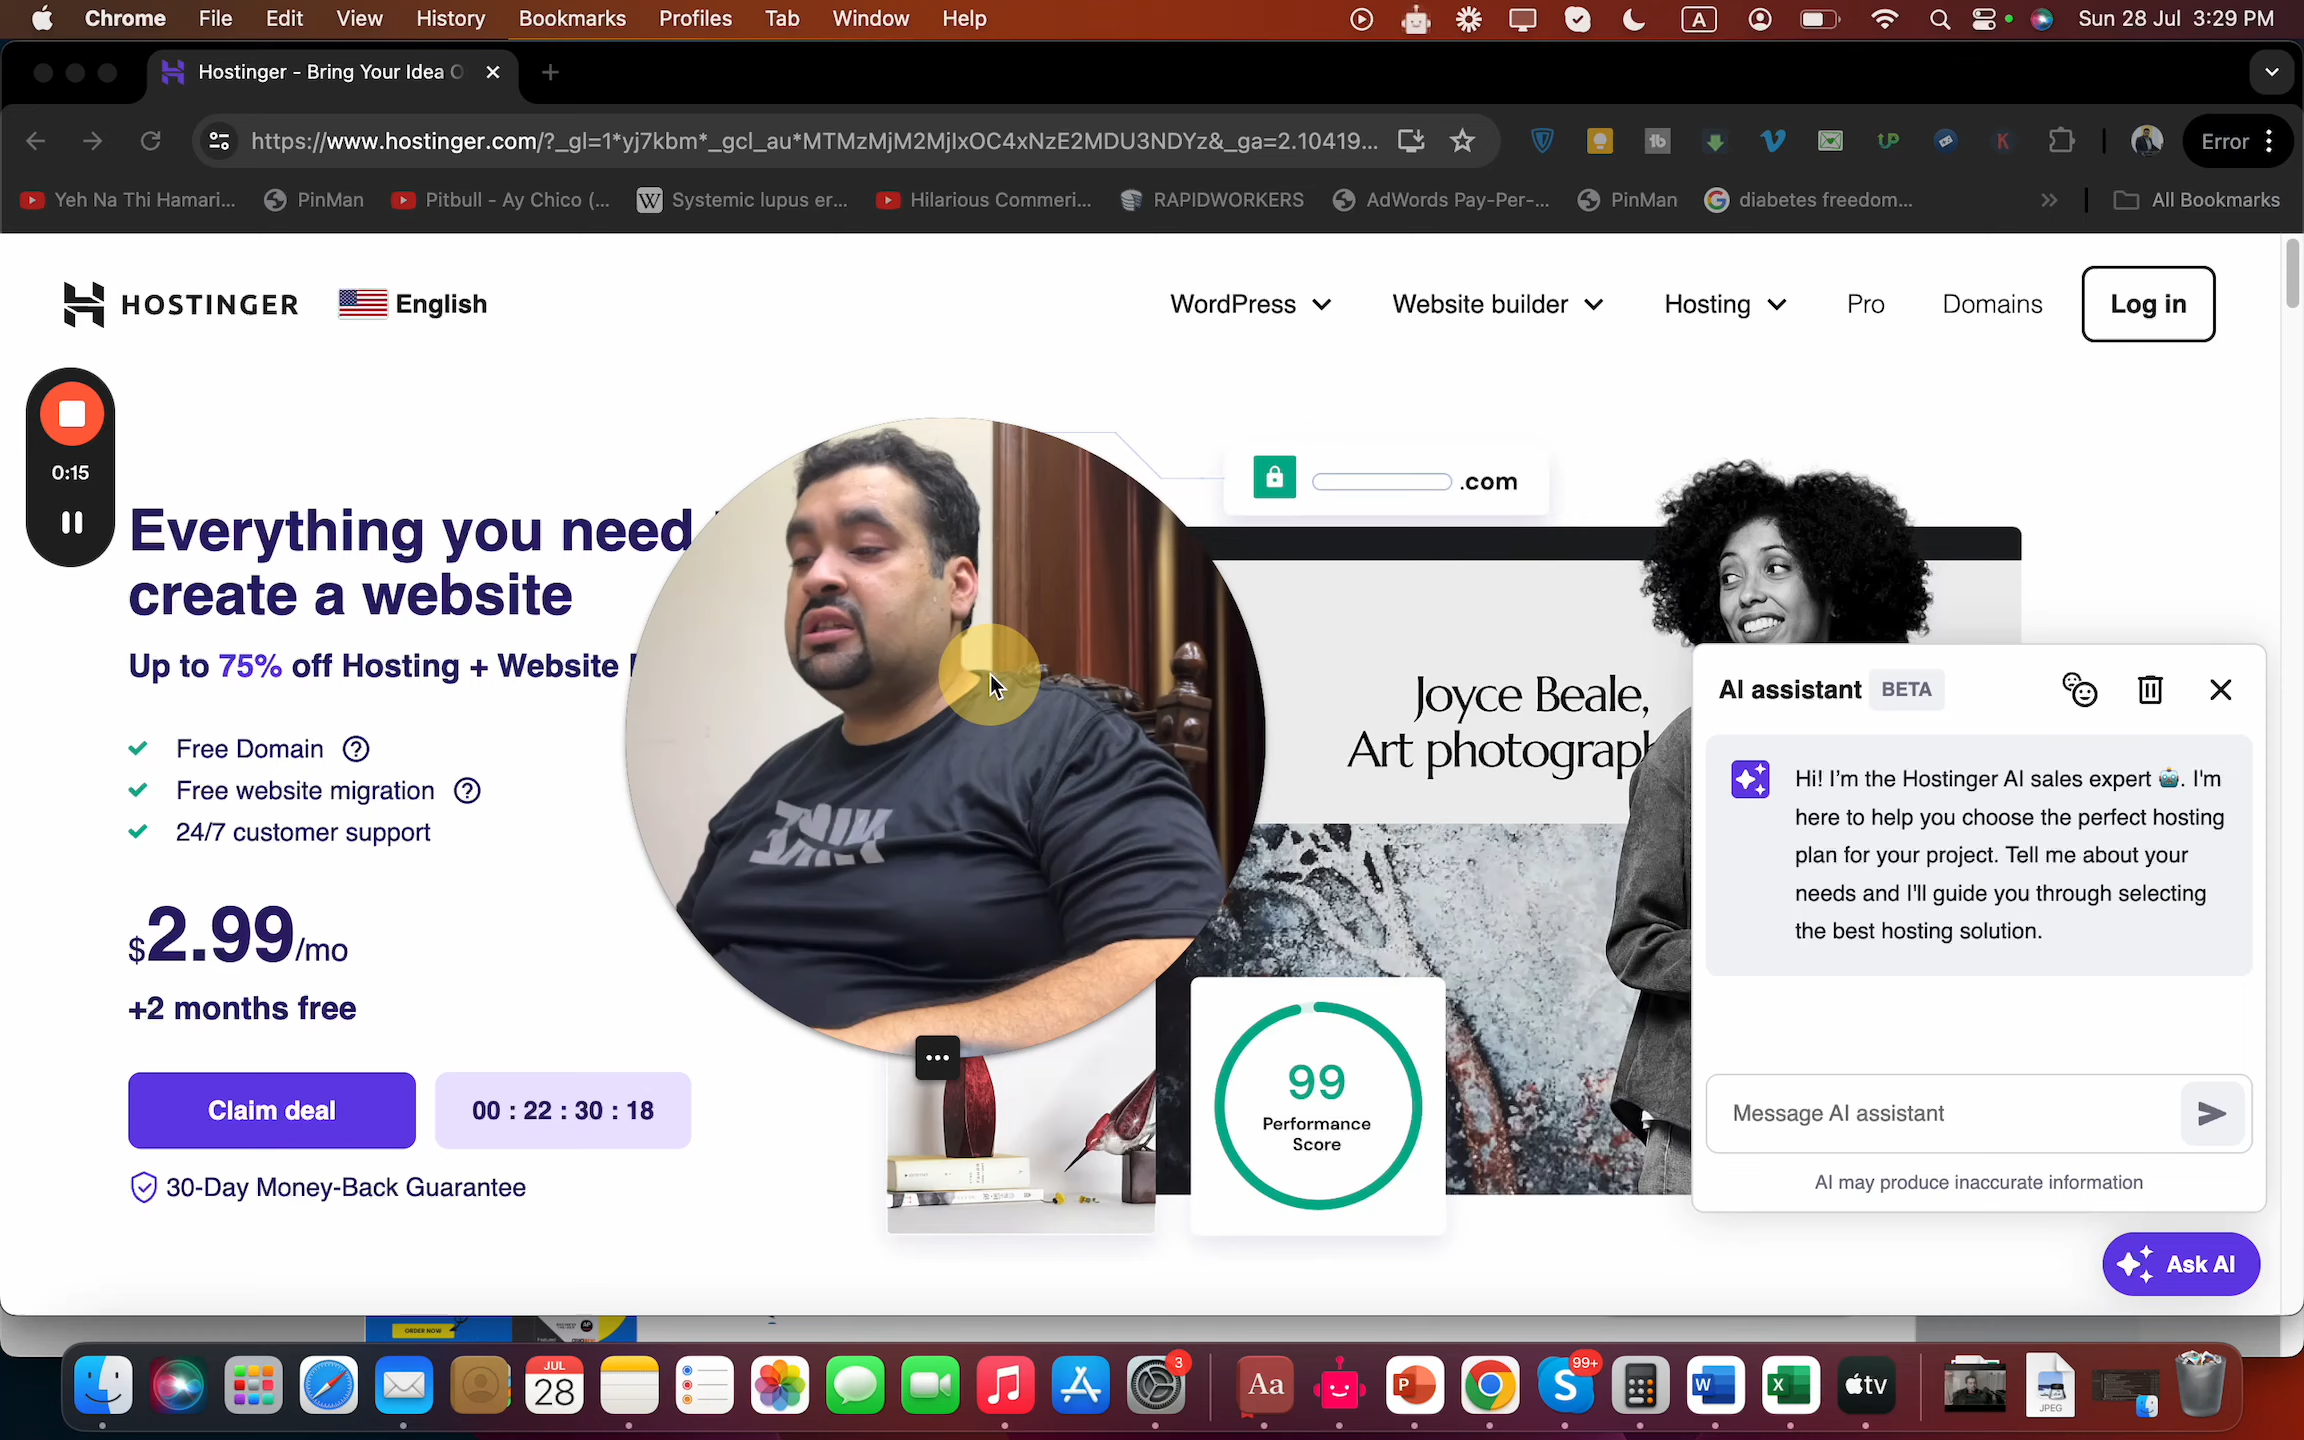 Chrome File Edit View History Bookmarks Profiles Tab Window Help
A
Sun 28 Jul 3:29 PM
Hostinger - Bring Your Idea O
https://www.hostinger.com/?_gl=1*yj7kbm*_gcl_au*MTMzMjM2MjIxOC4xNzE2MDU3NDYz&_ga=2.10419...
Error
Yeh Na Thi Hamari...
PinMan
Pitbull - Ay Chico (...
W Systemic lupus er...
Hilarious Commeri...
RAPIDWORKERS
AdWords Pay-Per-...
PinMan
diabetes freedom...
All Bookmarks
HOSTINGER
English
WordPress
Website builder
Hosting
Pro
Domains
Log in
0:15
Everything you need
create a website
Up to 75% off Hosting + Website
Free Domain
Free website migration
24/7 customer support
$2.99/mo
+2 months free
Claim deal
00 : 22 : 30 : 18
30-Day Money-Back Guarantee
NIKE
.com
Joyce Beale,
Art photograph
99
Performance
Score
AI assistant BETA
Hi! I'm the Hostinger AI sales expert 🤖. I'm
here to help you choose the perfect hosting
plan for your project. Tell me about your
needs and I'll guide you through selecting
the best hosting solution.
Message AI assistant
AI may produce inaccurate information
Ask AI
ORDER NOW
JUL
28
3
Aa
P
99+
S
W
X
tv
JPEG